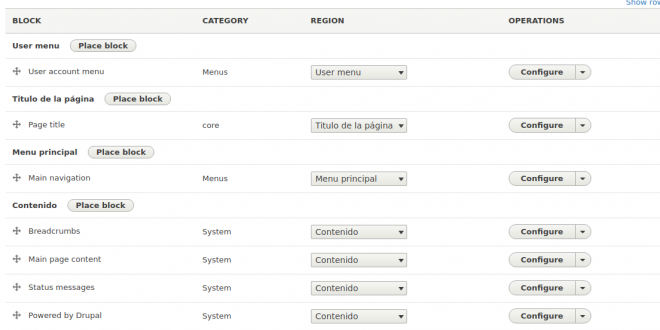 Show row
BLOCK CATEGORY REGION OPERATIONS
User menu Place block
User account menu Menus User menu Configure
Titulo de la página Place block
Page title core Titulo de la página Configure
Menu principal Place block
Main navigation Menus Menu principal Configure
Contenido Place block
Breadcrumbs System Contenido Configure
Main page content System Contenido Configure
Status messages System Contenido Configure
Powered by Drupal System Contenido Configure